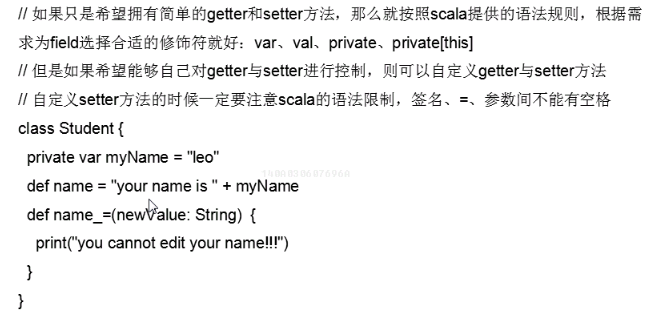 // 如果只是希望拥有简单的getter和setter方法，那么就按照scala提供的语法规则，根据需
求为field选择合适的修饰符就好：var、val、private、private[this]
// 但是如果希望能够自己对getter与setter进行控制，则可以自定义getter与setter方法
// 自定义setter方法的时候一定要注意scala的语法限制，签名、=、参数间不能有空格
class Student {
private var myName = "leo"
def name = "your name is " + myName
def name_=(newValue: String)  {
print("you cannot edit your name!!!")
}
}